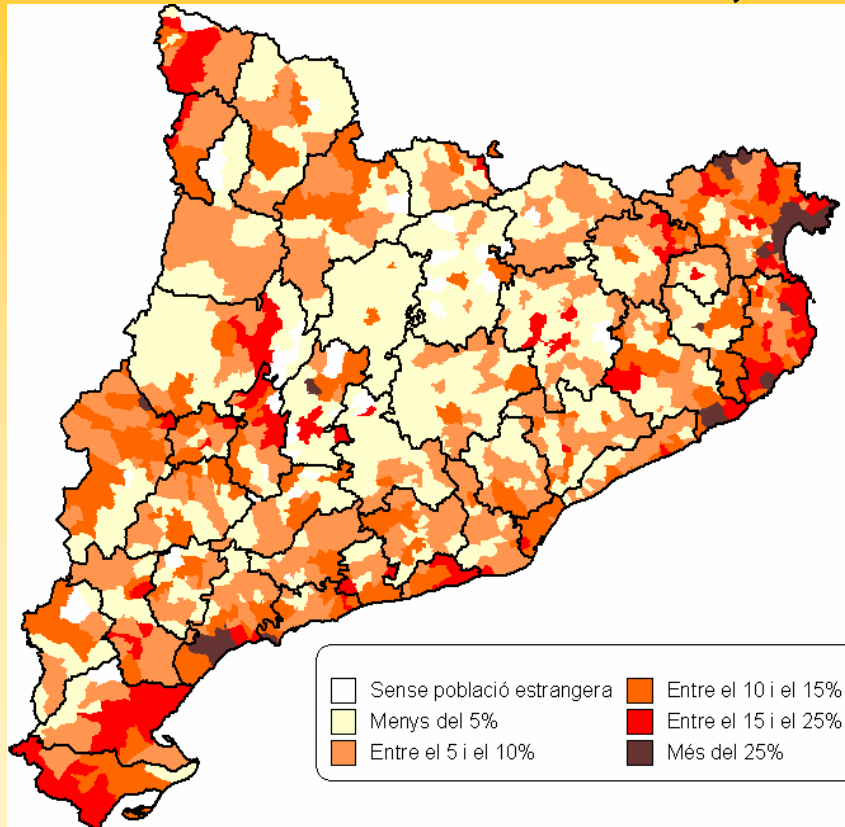 Sense població estrangera
Menys del 5%
Entre el 5 i el 10%
Entre el 10 i el 15%
Entre el 15 i el 25%
Més del 25%